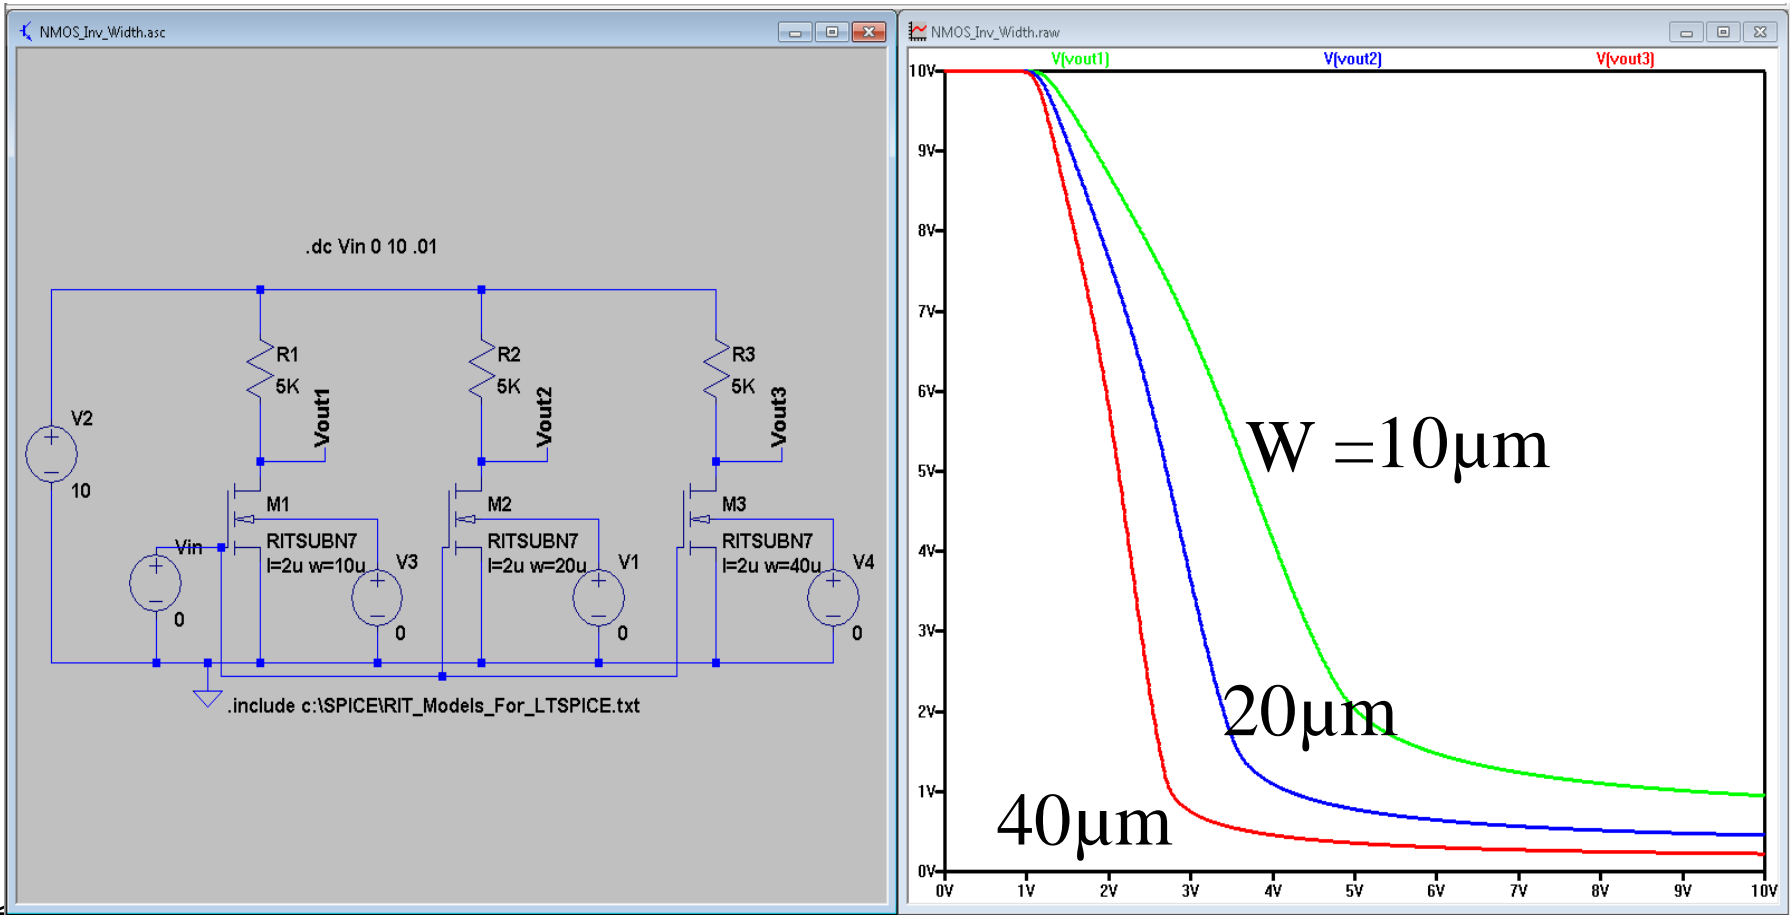 NMOS_Inv_Width.asc
.dc Vin 0 10 .01
R1
5K
R2
5K
R3
5K
Vout1
Vout2
Vout3
V2
10
M1
RITSUBN7
l=2u w=10u
M2
RITSUBN7
l=2u w=20u
M3
RITSUBN7
l=2u w=40u
Vin
0
V3
0
V1
0
V4
0
.include c:\SPICE\RIT_Models_For_LTSPICE.txt
NMOS_Inv_Width.raw
V(vout1) V(vout2) V(vout3)
10V
9V
8V
7V
6V
5V
4V
3V
2V
1V
0V
W =10µm
20µm
40µm
0V 1V 2V 3V 4V 5V 6V 7V 8V 9V 10V